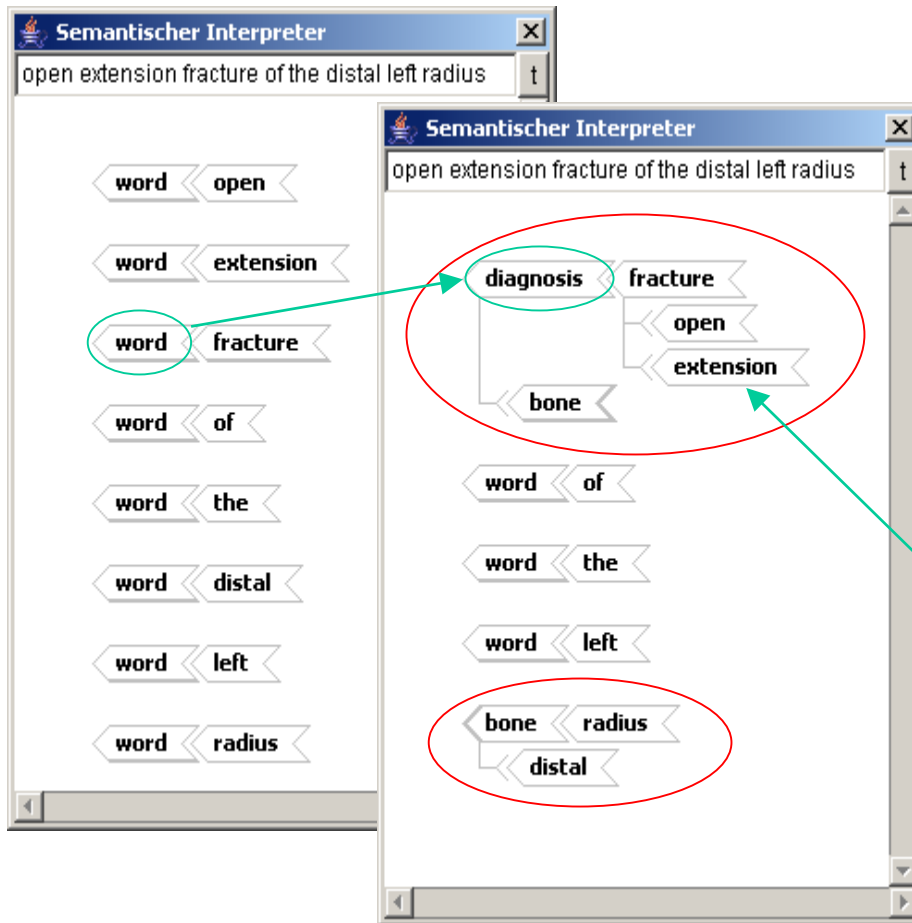 Semantischer Interpreter
open extension fracture of the distal left radius t
word open
word extension
word fracture
word of
word the
word distal
word left
word radius
Semantischer Interpreter
open extension fracture of the distal left radius t
diagnosis fracture
open
extension
bone
word of
word the
word left
bone radius
distal